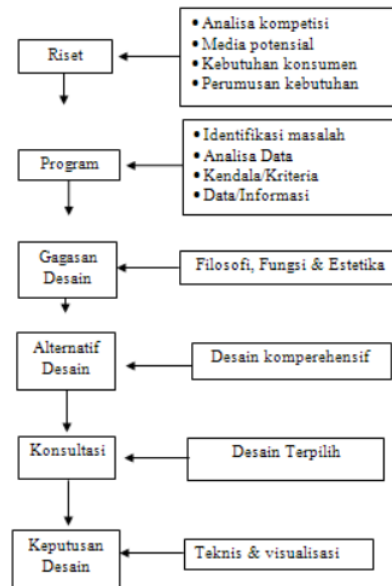 • Analisa kompetisi
• Media potensial
• Kebutuhan konsumen
• Perumusan kebutuhan
Riset
• Identifikasi masalah
• Analisa Data
• Kendala/Kriteria
• Data/Informasi
Program
Gagasan
Desain
Filosofi, Fungsi & Estetika
Alternatif
Desain
Desain komperehensif
Konsultasi
Desain Terpilih
Keputusan
Desain
Teknis & visualisasi